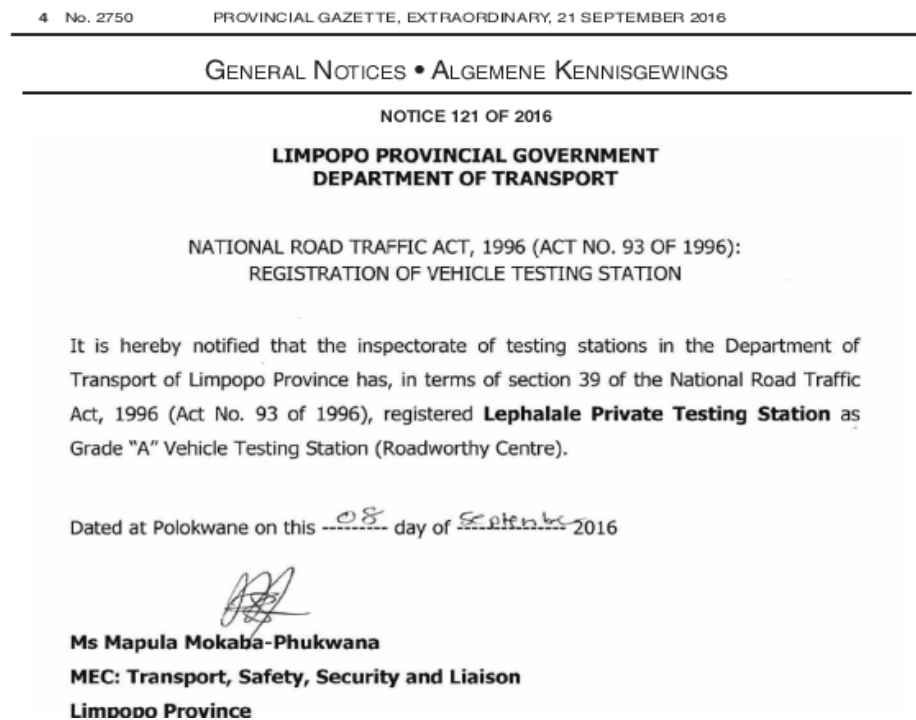 4 No. 2750 PROVINCIAL GAZETTE, EXTRAORDINARY, 21 SEPTEMBER 2016
GENERAL NOTICES • ALGEMENE KENNISGEWINGS
NOTICE 121 OF 2016
LIMPOPO PROVINCIAL GOVERNMENT
DEPARTMENT OF TRANSPORT
NATIONAL ROAD TRAFFIC ACT, 1996 (ACT NO. 93 OF 1996):
REGISTRATION OF VEHICLE TESTING STATION
It is hereby notified that the inspectorate of testing stations in the Department of
Transport of Limpopo Province has, in terms of section 39 of the National Road Traffic
Act, 1996 (Act No. 93 of 1996), registered Lephalale Private Testing Station as
Grade "A" Vehicle Testing Station (Roadworthy Centre).
Dated at Polokwane on this 08 day of September 2016
Ms Mapula Mokaba-Phukwana
MEC: Transport, Safety, Security and Liaison
Limpopo Province